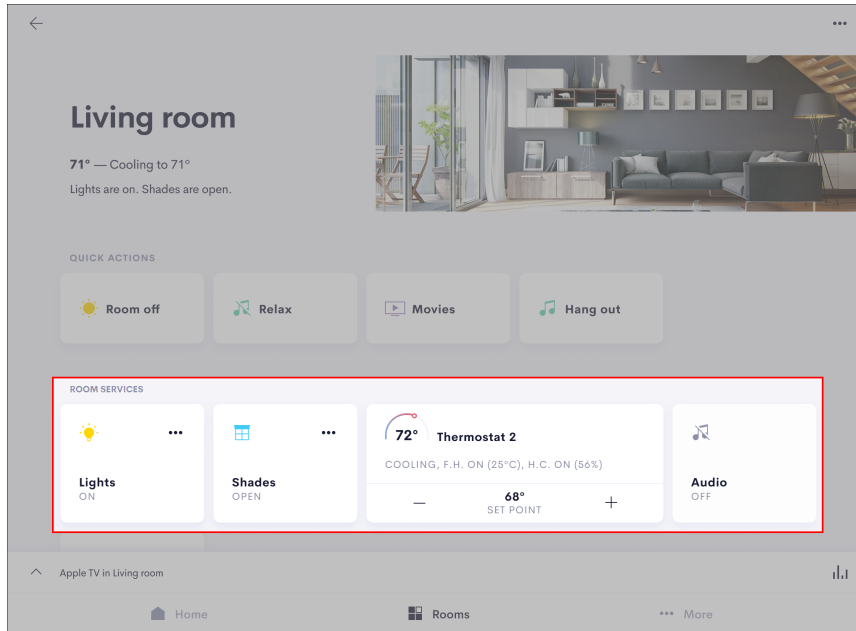 Living room
71° — Cooling to 71°
Lights are on. Shades are open.
QUICK ACTIONS
Room off
Relax
Movies
Hang out
ROOM SERVICES
Lights
ON
Shades
OPEN
72° Thermostat 2
COOLING, F.H. ON (25°C), H.C. ON (56%)
— 68° +
SET POINT
Audio
OFF
Apple TV in Living room
Home
Rooms
More